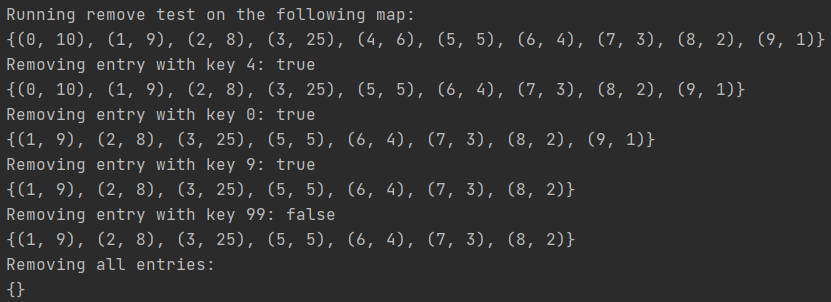 Running remove test on the following map:
{(0, 10), (1, 9), (2, 8), (3, 25), (4, 6), (5, 5), (6, 4), (7, 3), (8, 2), (9, 1)}
Removing entry with key 4: true
{(0, 10), (1, 9), (2, 8), (3, 25), (5, 5), (6, 4), (7, 3), (8, 2), (9, 1)}
Removing entry with key 0: true
{(1, 9), (2, 8), (3, 25), (5, 5), (6, 4), (7, 3), (8, 2), (9, 1)}
Removing entry with key 9: true
{(1, 9), (2, 8), (3, 25), (5, 5), (6, 4), (7, 3), (8, 2)}
Removing entry with key 99: false
{(1, 9), (2, 8), (3, 25), (5, 5), (6, 4), (7, 3), (8, 2)}
Removing all entries:
{}